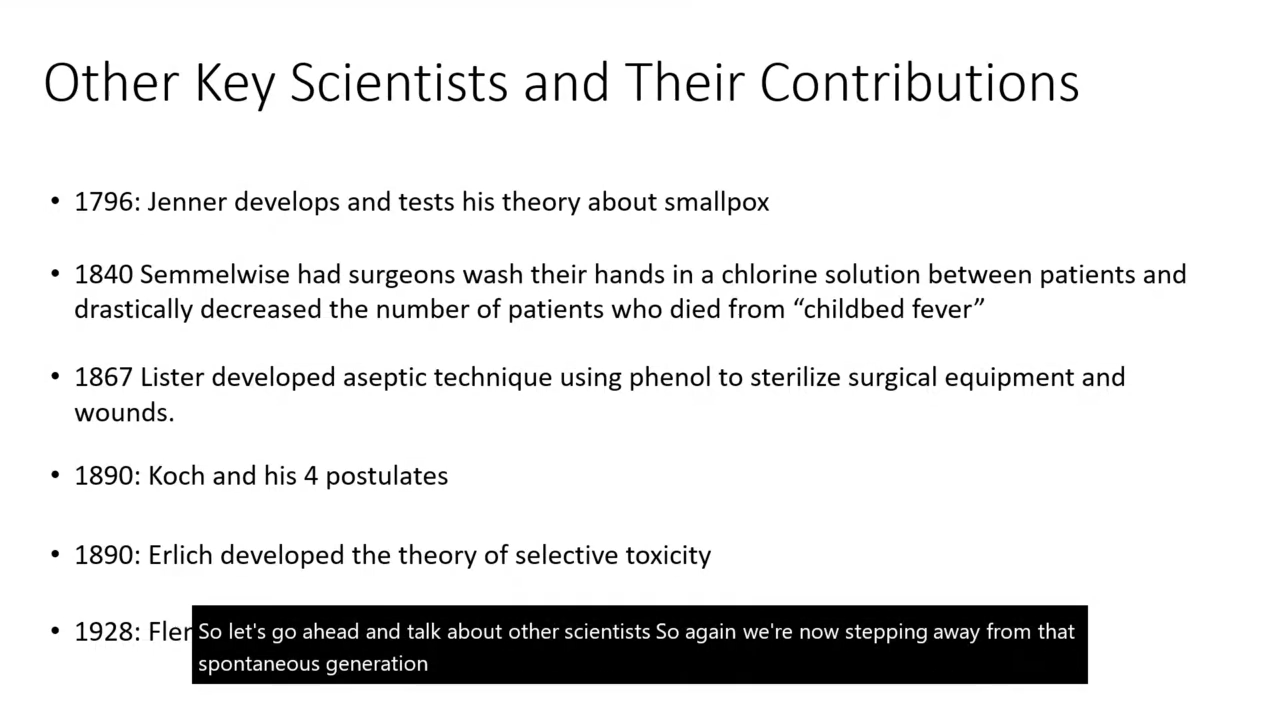 Other Key Scientists and Their Contributions
• 1796: Jenner develops and tests his theory about smallpox
• 1840 Semmelwise had surgeons wash their hands in a chlorine solution between patients and
drastically decreased the number of patients who died from “childbed fever”
• 1867 Lister developed aseptic technique using phenol to sterilize surgical equipment and
wounds.
• 1890: Koch and his 4 postulates
• 1890: Erlich developed the theory of selective toxicity
• 1928:
So let's go ahead and talk about other scientists So again we're now stepping away from that
spontaneous generation